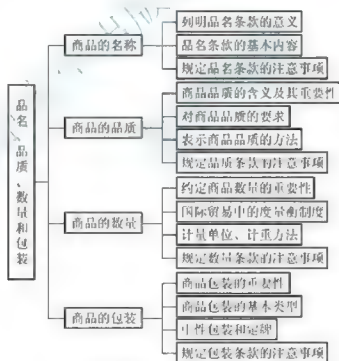 品名、品质、数量和包装
商品的名称
列明品名条款的意义
品名条款的基本内容
规定品名条款的注意事项
商品的品质
商品品质的含义及其重要性
对商品品质的要求
表示商品品质的方法
规定品质条款的注意事项
商品的数量
约定商品数量的重要性
国际贸易中的度量衡制度
计量单位、计重方法
规定数量条款的注意事项
商品的包装
商品包装的重要性
商品包装的基本类型
中性包装和定牌
规定包装条款的注意事项